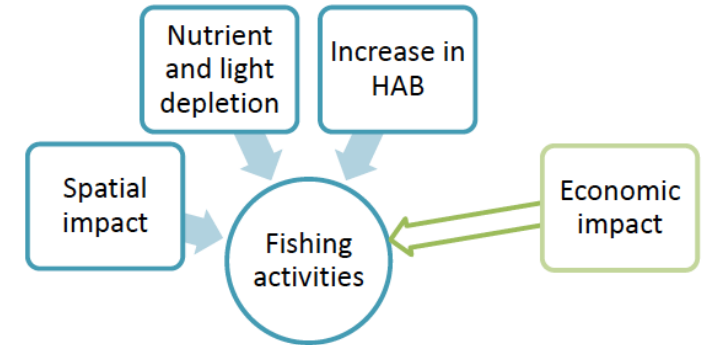 Nutrient
and light
depletion
Increase in
HAB
Spatial
impact
Economic
impact
Fishing
activities